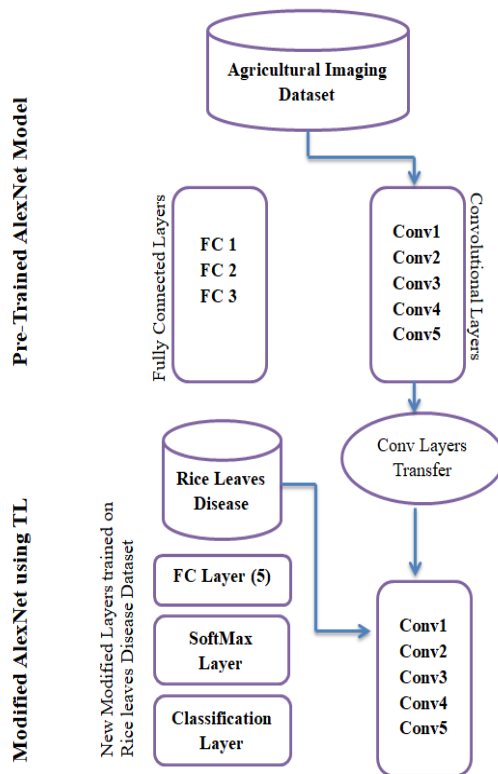 Agricultural Imaging
Dataset
Pre-Trained AlexNet Model
Fully Connected Layers
FC 1
FC 2
FC 3
Conv1
Conv2
Conv3
Conv4
Conv5
Convolutional Layers
Conv Layers
Transfer
Modified AlexNet using TL
Rice Leaves
Disease
New Modified Layers trained on
Rice leaves Disease Dataset
FC Layer (5)
SoftMax
Layer
Classification
Layer
Conv1
Conv2
Conv3
Conv4
Conv5